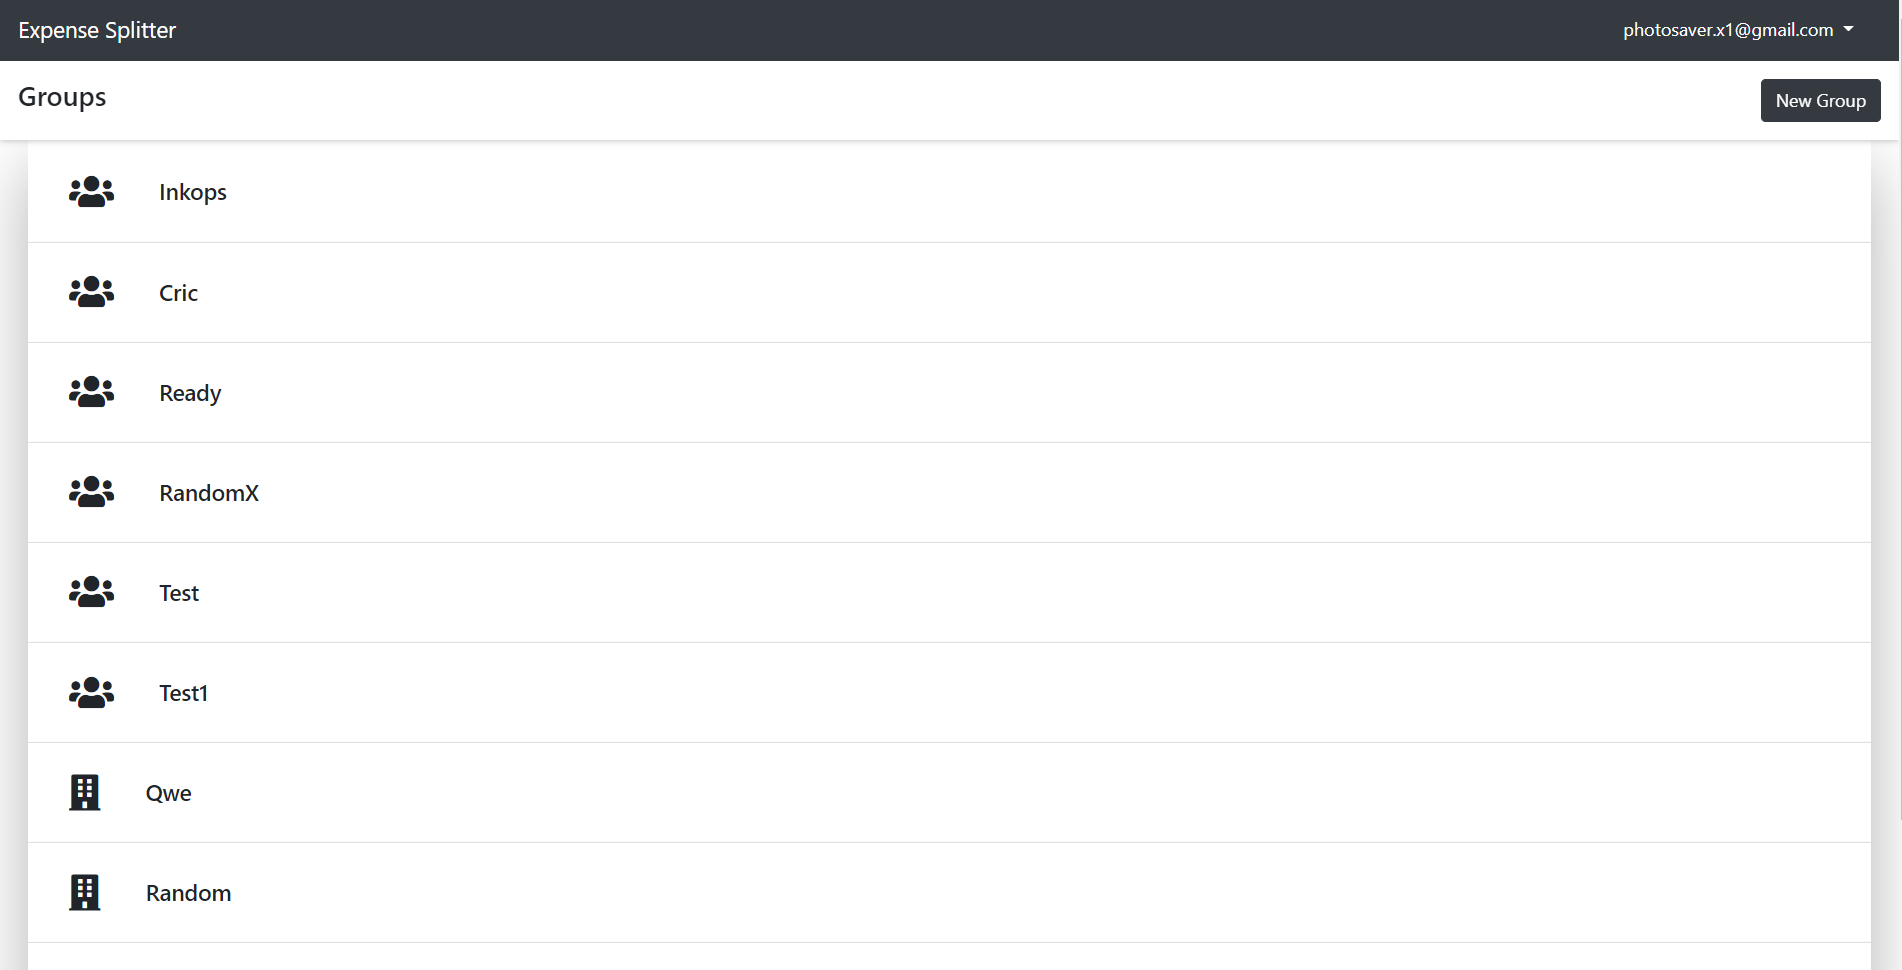 Expense Splitter
photosaver.x1@gmail.com
Groups
New Group
Inkops
Cric
Ready
RandomX
Test
Test1
Qwe
Random